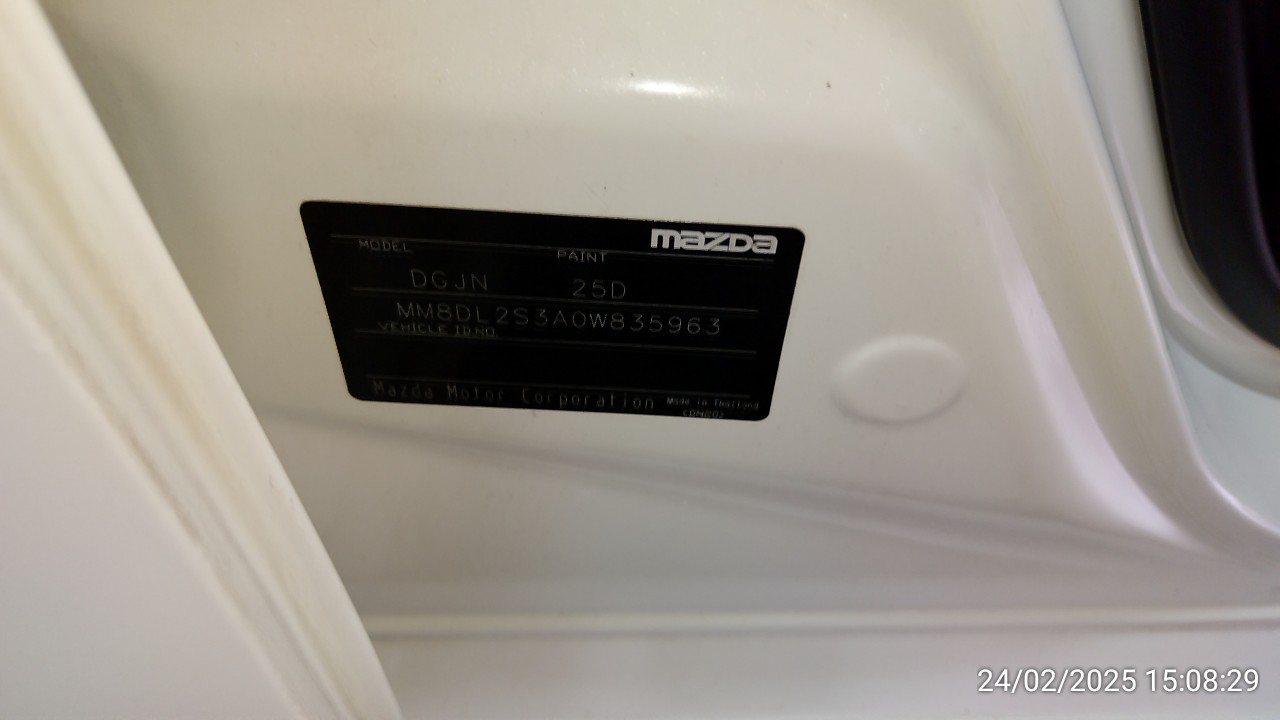 mazda
MODEL PAINT
DGJN 25D
MM8DL2S3A0W835963
VEHICLE ID.NO.
Mazda Motor Corporation Made in Thailand
24/02/2025 15:08:29